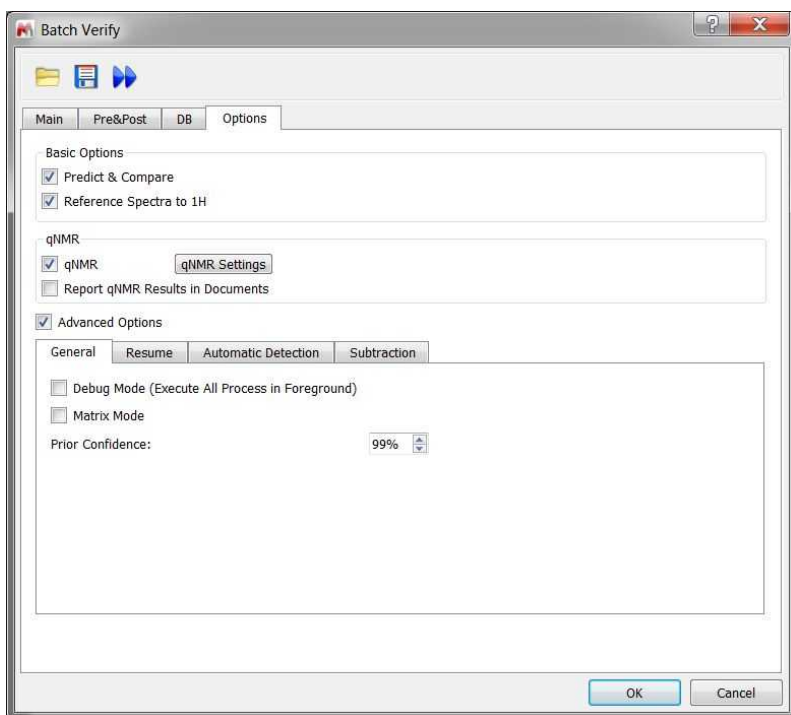 Batch Verify
Main Pre&Post DB Options
Basic Options
Predict & Compare
Reference Spectra to 1H
qNMR
qNMR qNMR Settings
Report qNMR Results in Documents
Advanced Options
General Resume Automatic Detection Subtraction
Debug Mode (Execute All Process in Foreground)
Matrix Mode
Prior Confidence: 99%
OK Cancel